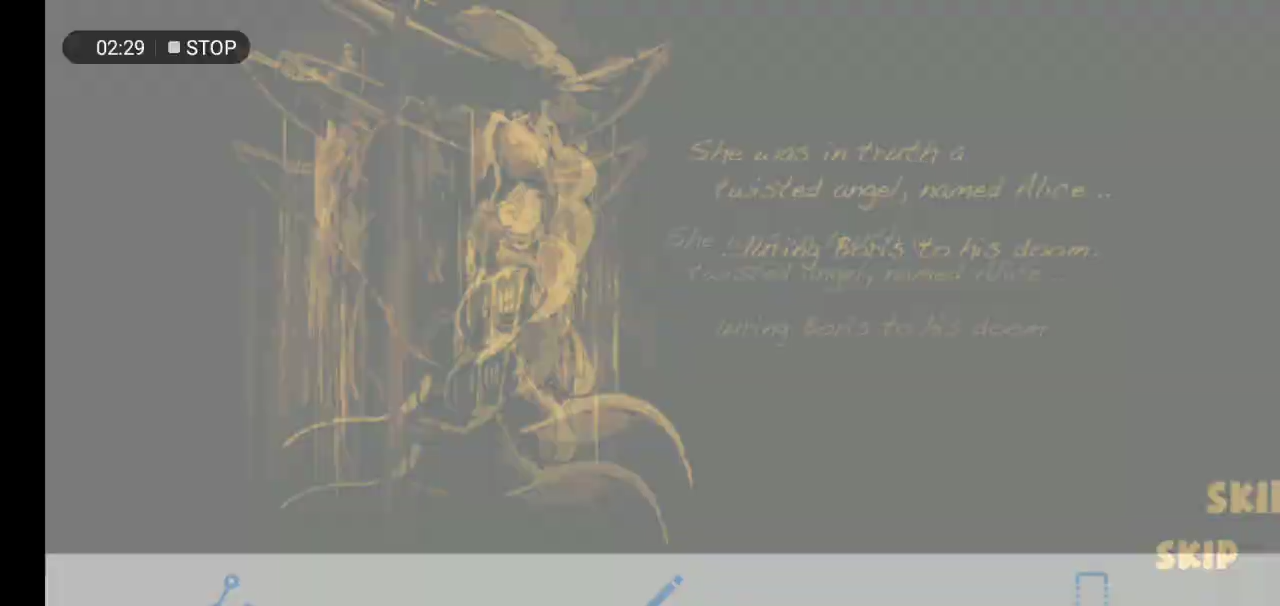 02:29 STOP
She was in truth a
twisted angel, named Alice...
...luring Boris to his doom.
She
twisted angel, named Alice...
luring Boris to his doom
SKIP
SKIP